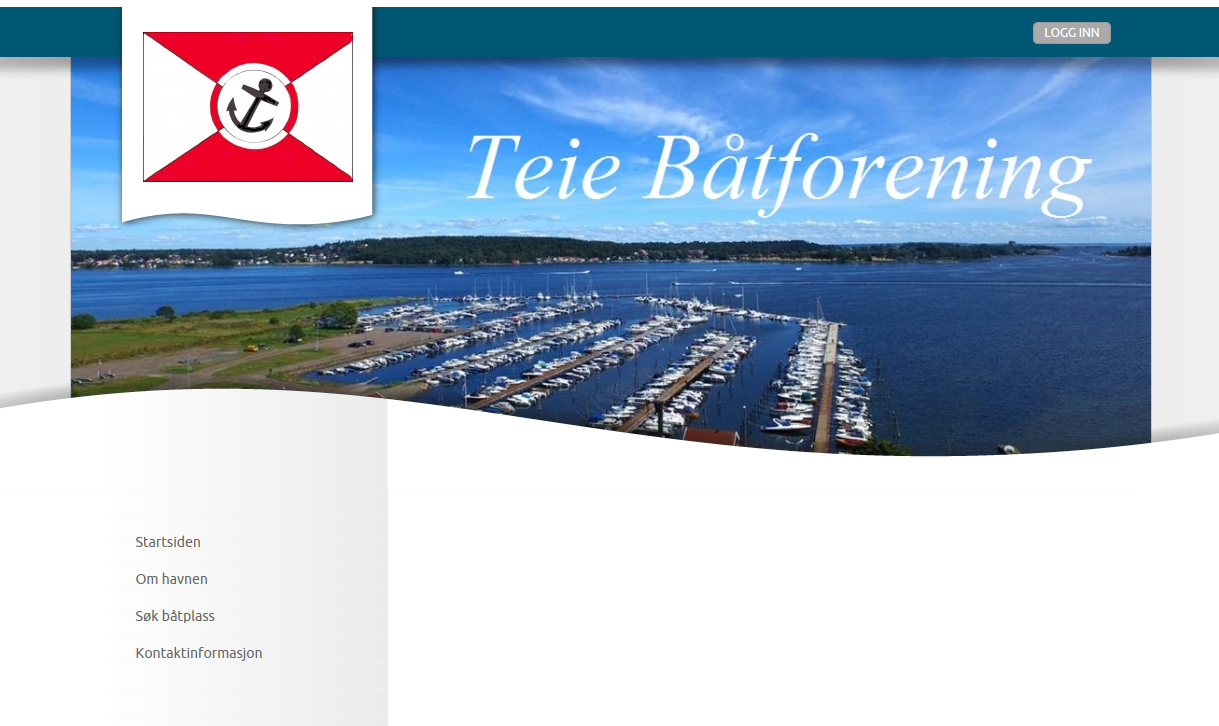 LOGG INN
Teie Båtforening
Startsiden
Om havnen
Søk båtplass
Kontaktinformasjon